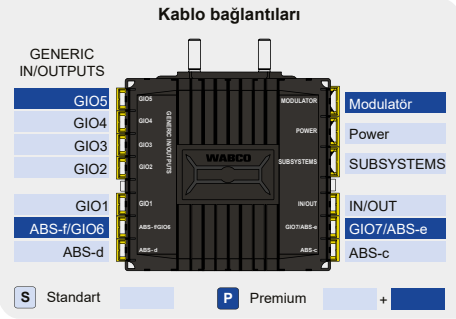 Kablo bağlantıları
GENERIC
IN/OUTPUTS
GIO5
GIO4
GIO3
GIO2
GIO1
ABS-f/GIO6
ABS-d
GIO5
GIO4
GIO3
GIO2
GIO1
ABS-f/GIO6
ABS-d
GENERIC IN/OUTPUTS
WABCO
MODULATOR
POWER
SUBSYSTEMS
IN/OUT
GIO7/ABS-e
ABS-c
Modulatör
Power
SUBSYSTEMS
IN/OUT
GIO7/ABS-e
ABS-c
S Standart P Premium +